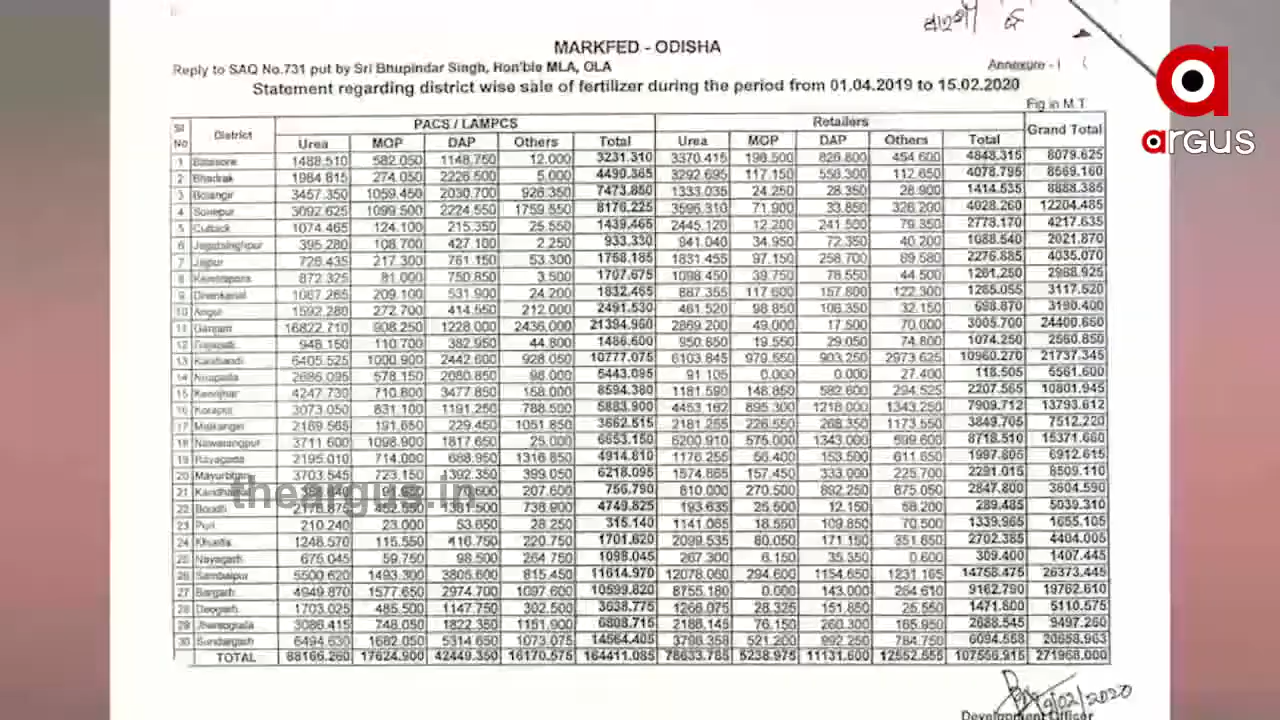 MARKFED - ODISHA
Reply to SAQ No.731 put by Sri Bhupindar Singh, Hon'ble MLA, OLA
Annexure - I
Statement regarding district wise sale of fertilizer during the period from 01.04.2019 to 15.02.2020
Fig in M.T.
argus
Sl No District PACS / LAMPCS Retailers Grand Total
Urea MOP DAP Others Total Urea MOP DAP Others Total
1 Balasore 1488.510 582.050 1148.750 12.000 3231.310 3370.415 196.500 826.800 454.600 4848.315 8079.625
2 Bhadrak 1984.815 274.050 2226.500 5.000 4490.365 3292.695 117.150 556.300 112.650 4078.795 8569.160
3 Bolangir 3457.350 1059.450 2030.700 926.350 7473.850 1333.035 24.250 28.350 28.900 1414.535 8888.385
4 Sonepur 3092.625 1099.500 2224.550 1759.550 8176.225 3596.310 71.900 33.850 326.200 4028.260 12204.485
5 Cuttack 1074.465 124.100 215.350 25.550 1439.465 2445.120 12.200 241.500 79.350 2778.170 4217.635
6 Jagatsinghpur 395.280 108.700 427.100 2.250 933.330 941.040 34.950 72.350 40.200 1088.540 2021.870
7 Jajpur 726.435 217.300 761.150 53.300 1758.185 1831.455 97.150 258.700 89.580 2276.885 4035.070
8 Kendrapara 872.325 81.000 750.850 3.500 1707.675 1098.450 39.750 78.550 44.500 1261.250 2968.925
9 Dhenkanal 1067.265 209.100 531.900 24.200 1832.465 887.355 117.600 157.800 122.300 1285.055 3117.520
10 Angul 1592.280 272.700 414.550 212.000 2491.530 461.520 98.850 106.350 32.150 698.870 3190.400
11 Ganjam 16822.710 908.250 1228.000 2436.000 21394.960 2869.200 49.000 17.500 70.000 3005.700 24400.660
12 Gajapati 948.150 110.700 382.950 44.800 1486.600 950.850 19.550 29.050 74.800 1074.250 2560.850
13 Kalahandi 6405.525 1000.900 2442.600 928.050 10777.075 6103.845 979.550 903.250 2973.625 10960.270 21737.345
14 Nuapada 2686.095 578.150 2080.850 98.000 5443.095 91.105 0.000 0.000 27.400 118.505 5561.600
15 Keonjhar 4247.730 710.800 3477.850 158.000 8594.380 1181.590 148.850 582.600 294.525 2207.565 10801.945
16 Koraput 3073.050 831.100 1191.250 788.500 5883.900 4453.162 895.300 1218.000 1343.250 7909.712 13793.612
17 Malkangiri 2189.565 191.650 229.450 1051.850 3662.515 2181.255 226.550 268.350 1173.550 3849.705 7512.220
18 Nawarangpur 3711.600 1098.900 1817.650 25.000 6653.150 6200.910 575.000 1343.000 599.600 8718.510 15371.660
19 Rayagada 2195.010 714.000 688.950 1316.850 4914.810 1176.255 56.400 153.500 611.650 1997.805 6912.615
20 Mayurbhanj 3703.545 723.150 1392.350 399.050 6218.095 1574.865 157.450 333.000 225.700 2291.015 8509.110
21 207.600 756.790 810.000 270.500 892.250 875.050 2847.800 3604.590
22 Boudh 738.900 4749.825 193.635 25.500 12.150 58.200 289.485 5039.310
23 Puri 210.240 23.000 53.650 28.250 315.140 1141.065 18.550 109.850 70.500 1339.965 1655.105
24 Khurda 1248.570 115.550 116.750 220.750 1701.620 2099.535 80.050 171.150 351.650 2702.385 4404.005
25 Nayagarh 675.045 59.750 98.500 264.750 1098.045 267.300 6.150 35.350 0.600 309.400 1407.445
26 Sambalpur 5500.620 1493.300 3805.600 815.450 11614.970 12078.060 294.600 1154.650 1231.165 14758.475 26373.445
27 Bargarh 4949.870 1577.650 2974.700 1097.600 10599.820 8755.180 0.000 143.000 264.610 9162.790 19762.610
28 Deogarh 1703.025 485.500 1147.750 302.500 3638.775 1266.075 28.325 151.850 25.550 1471.800 5110.575
29 Jharsuguda 3086.415 748.050 1822.350 1151.900 6808.715 2188.145 76.150 260.300 165.950 2688.545 9497.260
30 Sundargarh 6494.630 1682.050 5314.650 1073.075 14564.405 3796.358 521.200 992.250 784.750 6094.558 20658.963
TOTAL 88166.260 17624.900 42449.350 16170.575 164411.085 78633.785 5238.975 11131.600 12552.555 107556.915 271968.000
theargus.in
Development Officer